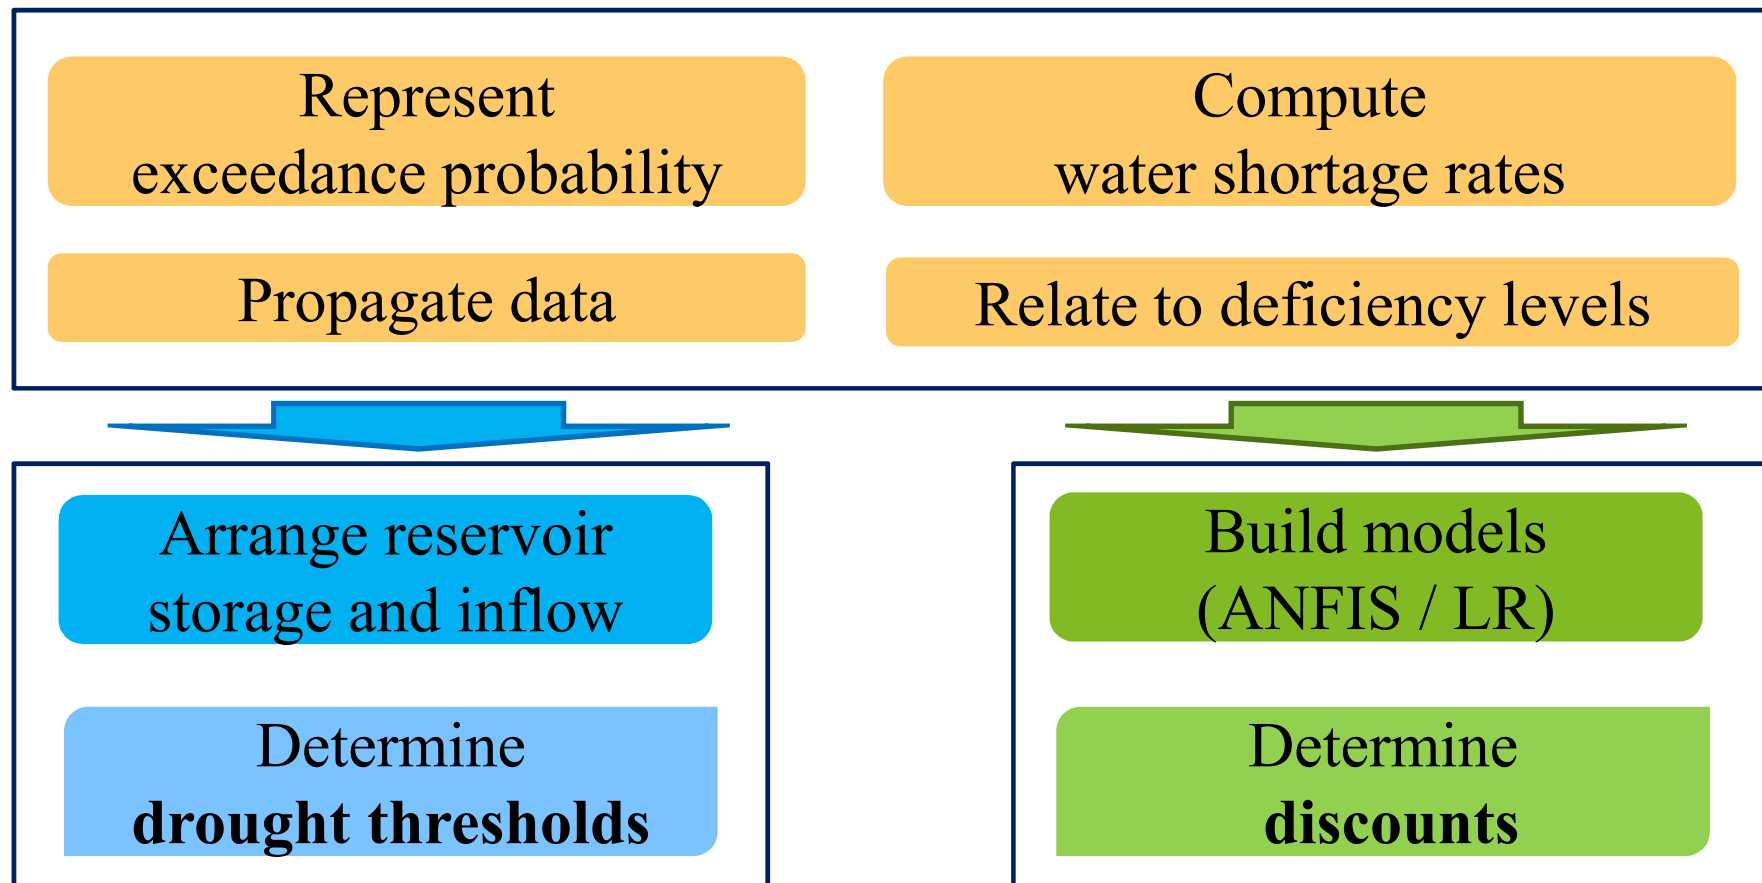 Represent
exceedance probability
Compute
water shortage rates
Propagate data
Relate to deficiency levels
Arrange reservoir
storage and inflow
Build models
(ANFIS / LR)
Determine
drought thresholds
Determine
discounts